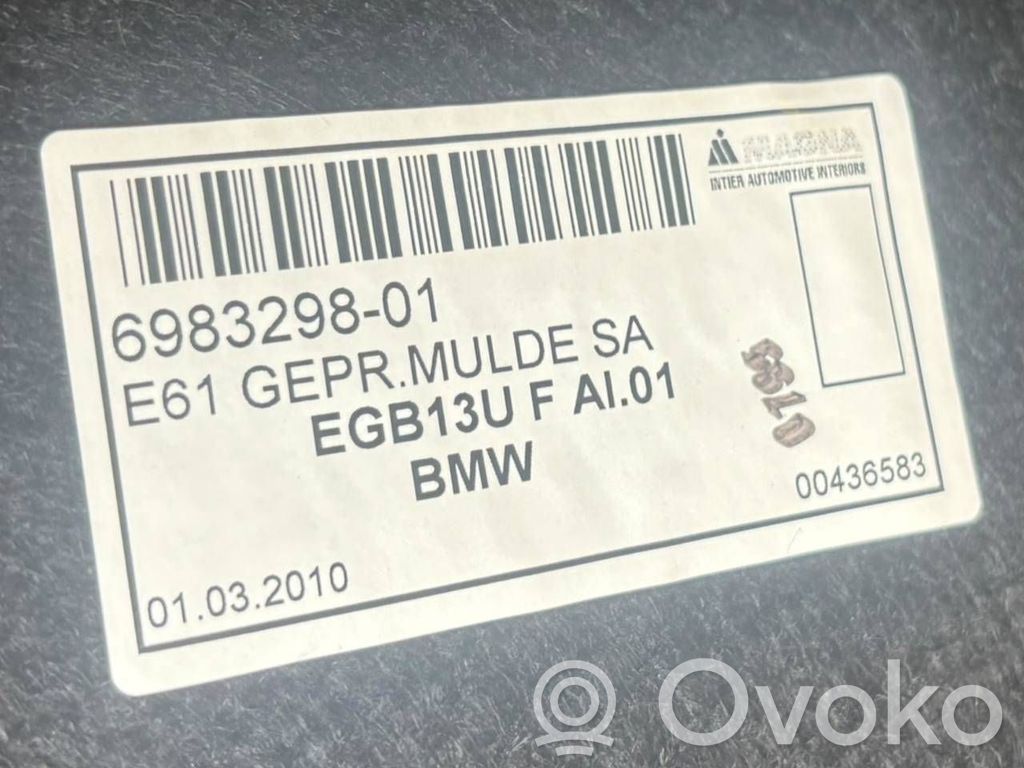 MAGNA
INTIER AUTOMOTIVE INTERIORS
6983298-01
E61 GEPR.MULDE SA
EGB13U F AI.01
BMW
00436583
01.03.2010
Ovoko